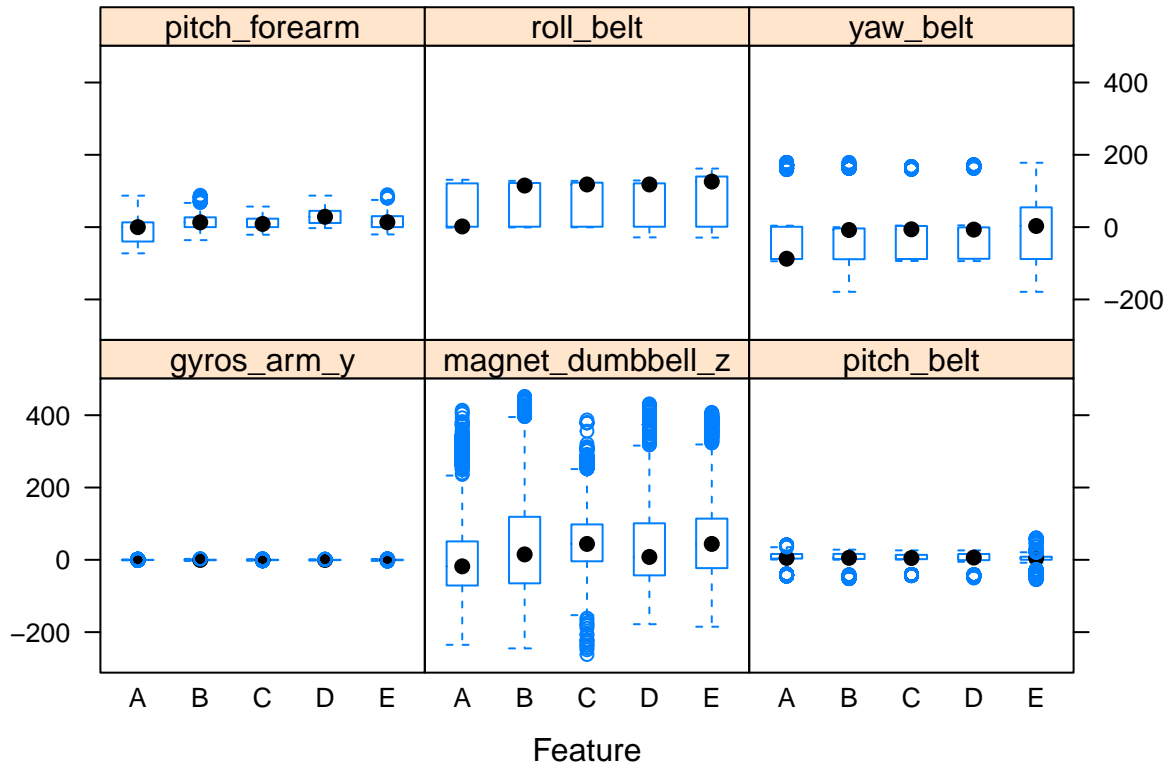 pitch_forearm roll_belt yaw_belt
400
200
0
−200
gyros_arm_y magnet_dumbbell_z pitch_belt
400
200
0
−200
A B C D E A B C D E A B C D E
Feature